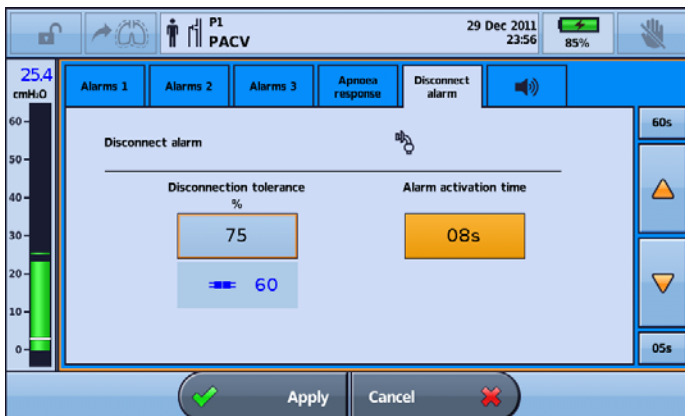 P1
PACV
29 Dec 2011
23:56
85%
25.4
cmH₂O
Alarms 1
Alarms 2
Alarms 3
Apnoea
response
Disconnect
alarm
60
50
40
30
20
10
0
Disconnect alarm
Disconnection tolerance
%
Alarm activation time
75
08s
60
60s
05s
Apply
Cancel